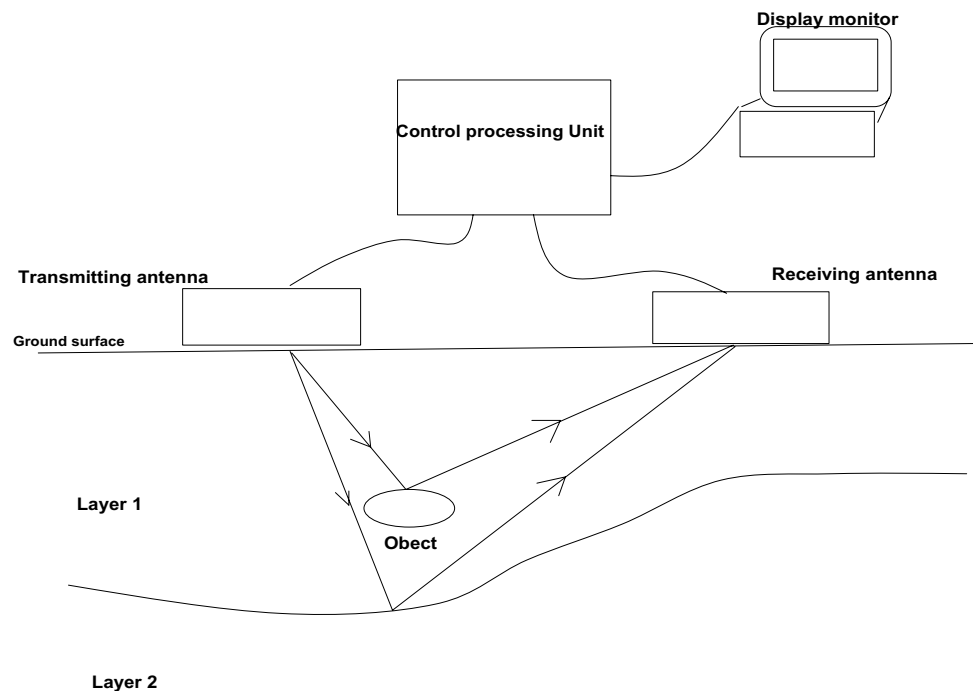 Display monitor
Control processing Unit
Transmitting antenna
Receiving antenna
Ground surface
Layer 1
Obect
Layer 2